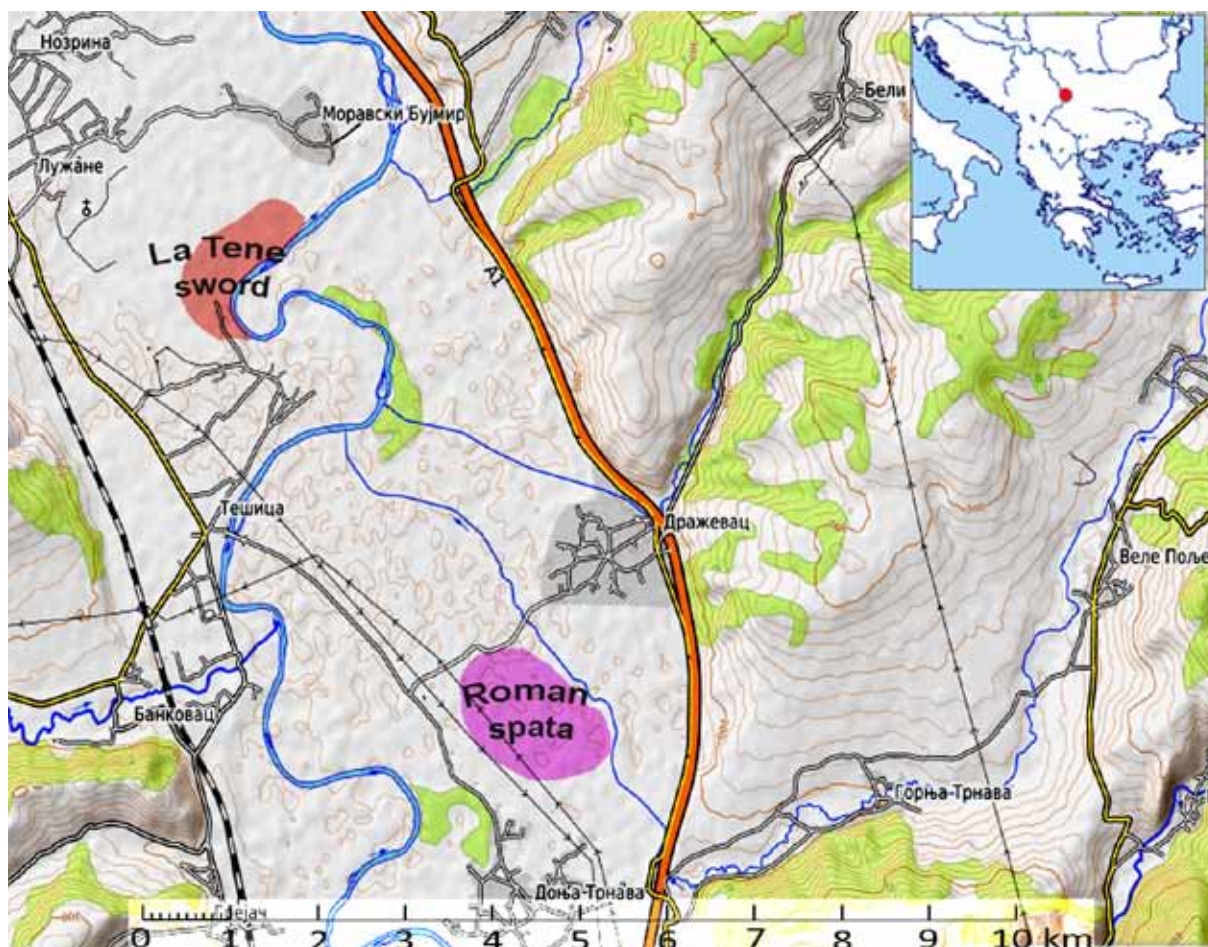 Нозрина
Моравски Бујмир
Бели
Лужане
La Tene
sword
A1
Тешица
Дражевац
Веле Поље
Roman
spata
Банковац
Горња Трнава
Доња Трнава
0 1 2 3 4 5 6 7 8 9 10 km